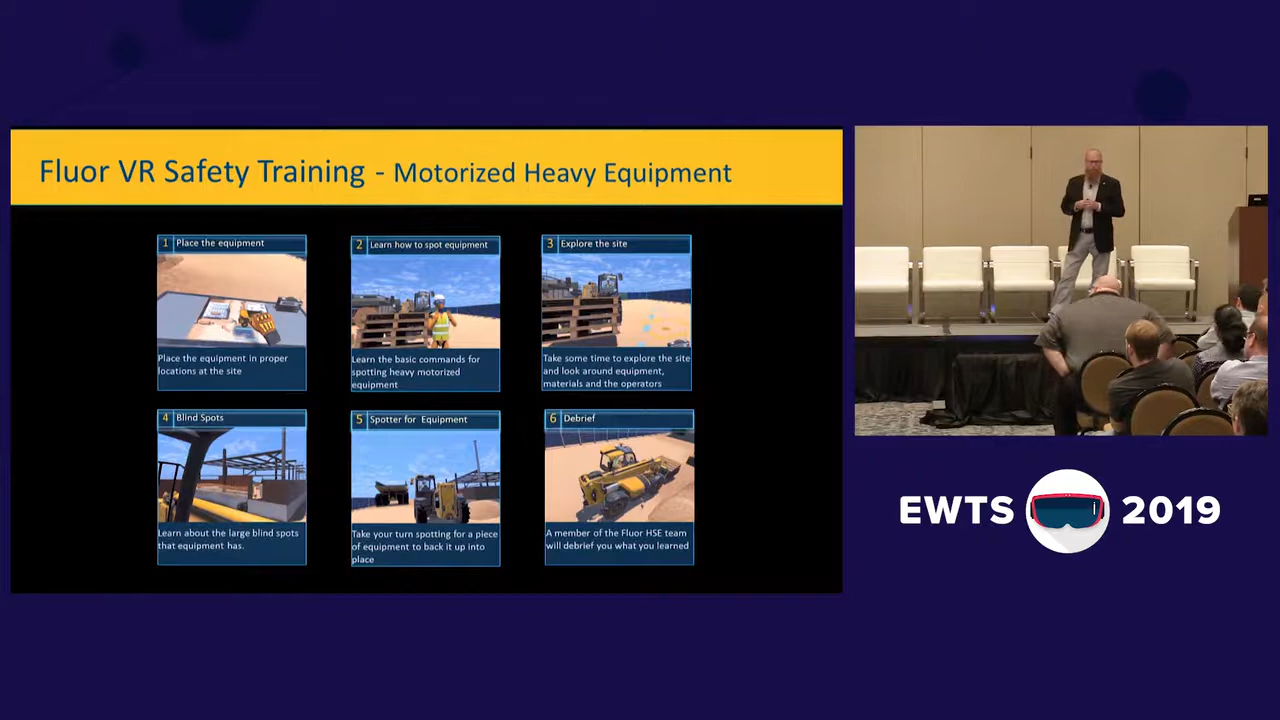 Fluor VR Safety Training - Motorized Heavy Equipment
1 Place the equipment
Place the equipment in proper
locations at the site
2 Learn how to spot equipment
Learn the basic commands for
spotting heavy motorized
equipment
3 Explore the site
Take some time to explore the site
and look around equipment,
materials and the operators
4 Blind Spots
Learn about the large blind spots
that equipment has.
5 Spotter for Equipment
Take your turn spotting for a piece
of equipment to back it up into
place
6 Debrief
A member of the Fluor HSE team
will debrief you what you learned
EWTS 2019